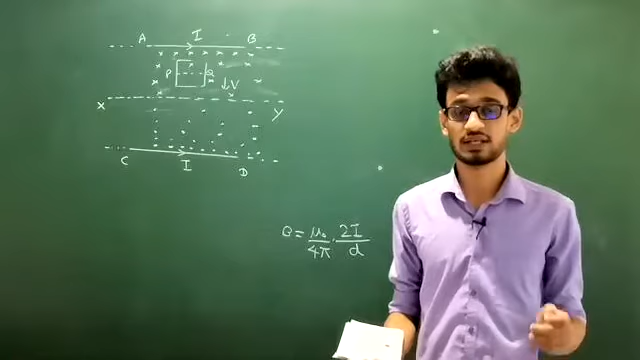 A I B
P Q
↓V
X Y
C I D
B = μ₀/4π · 2I/d